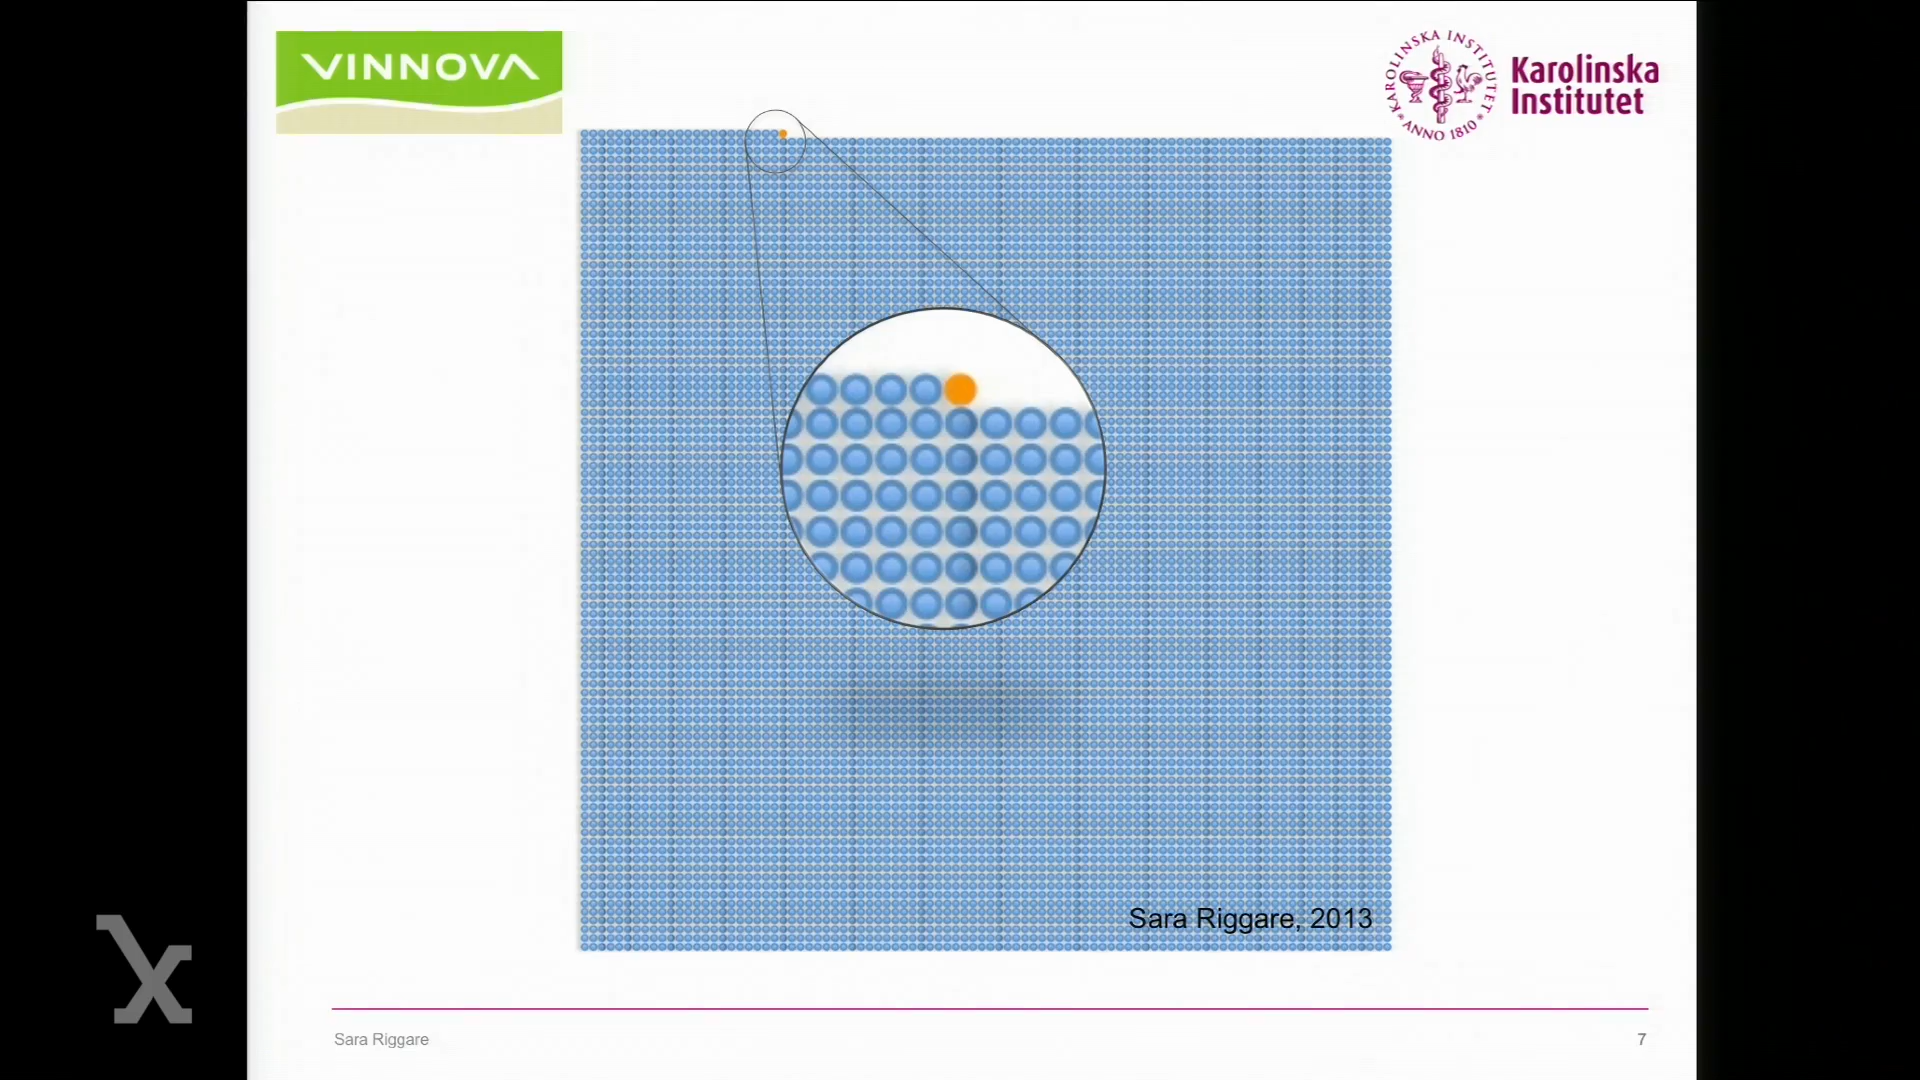 VINNOVA
KAROLINSKA INSTITUTET
ANNO 1810
Karolinska
Institutet
Sara Riggare, 2013
Sara Riggare
7